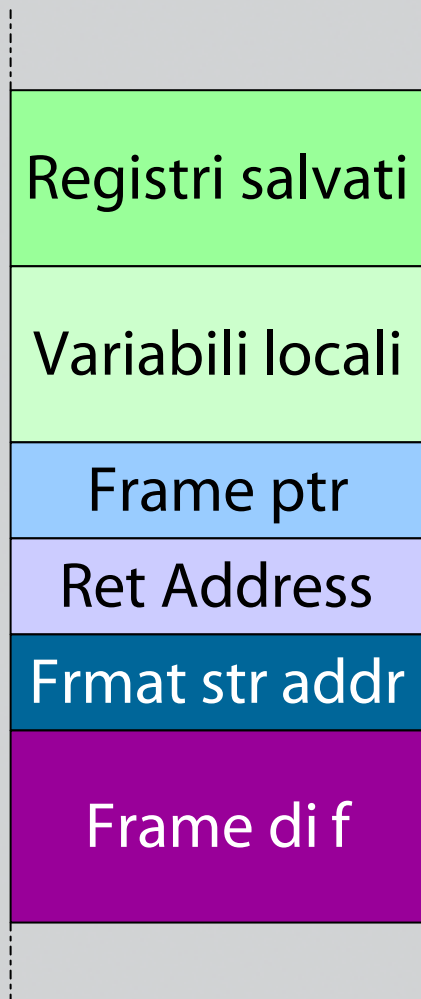 Registri salvati
Variabili locali
Frame ptr
Ret Address
Frmat str addr
Frame di f